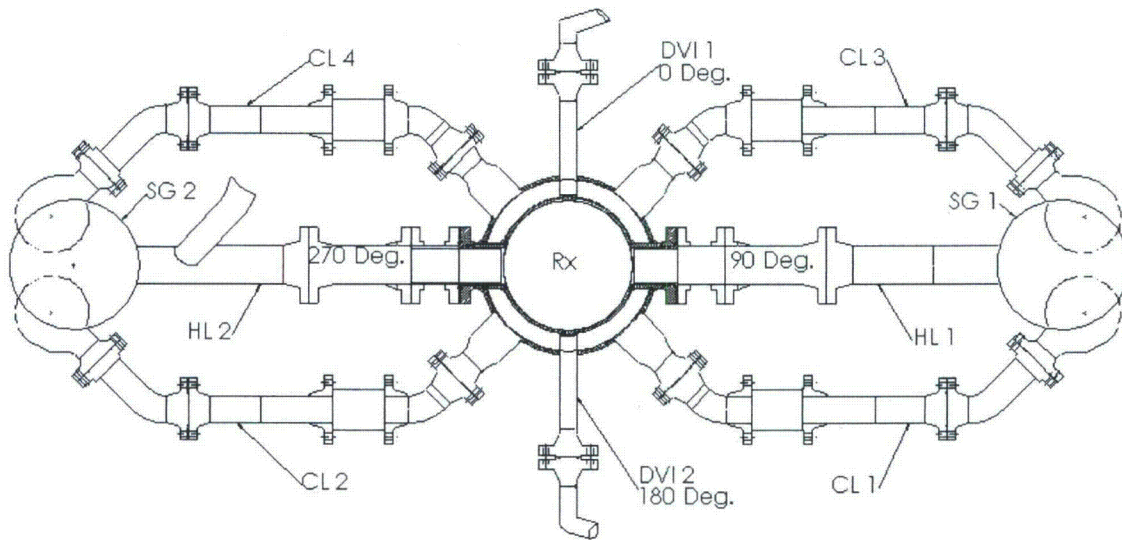 CL 4
DVI 1
0 Deg.
CL 3
SG 2
SG 1
270 Deg.
Rx
90 Deg.
HL 2
HL 1
CL 2
DVI 2
180 Deg.
CL 1